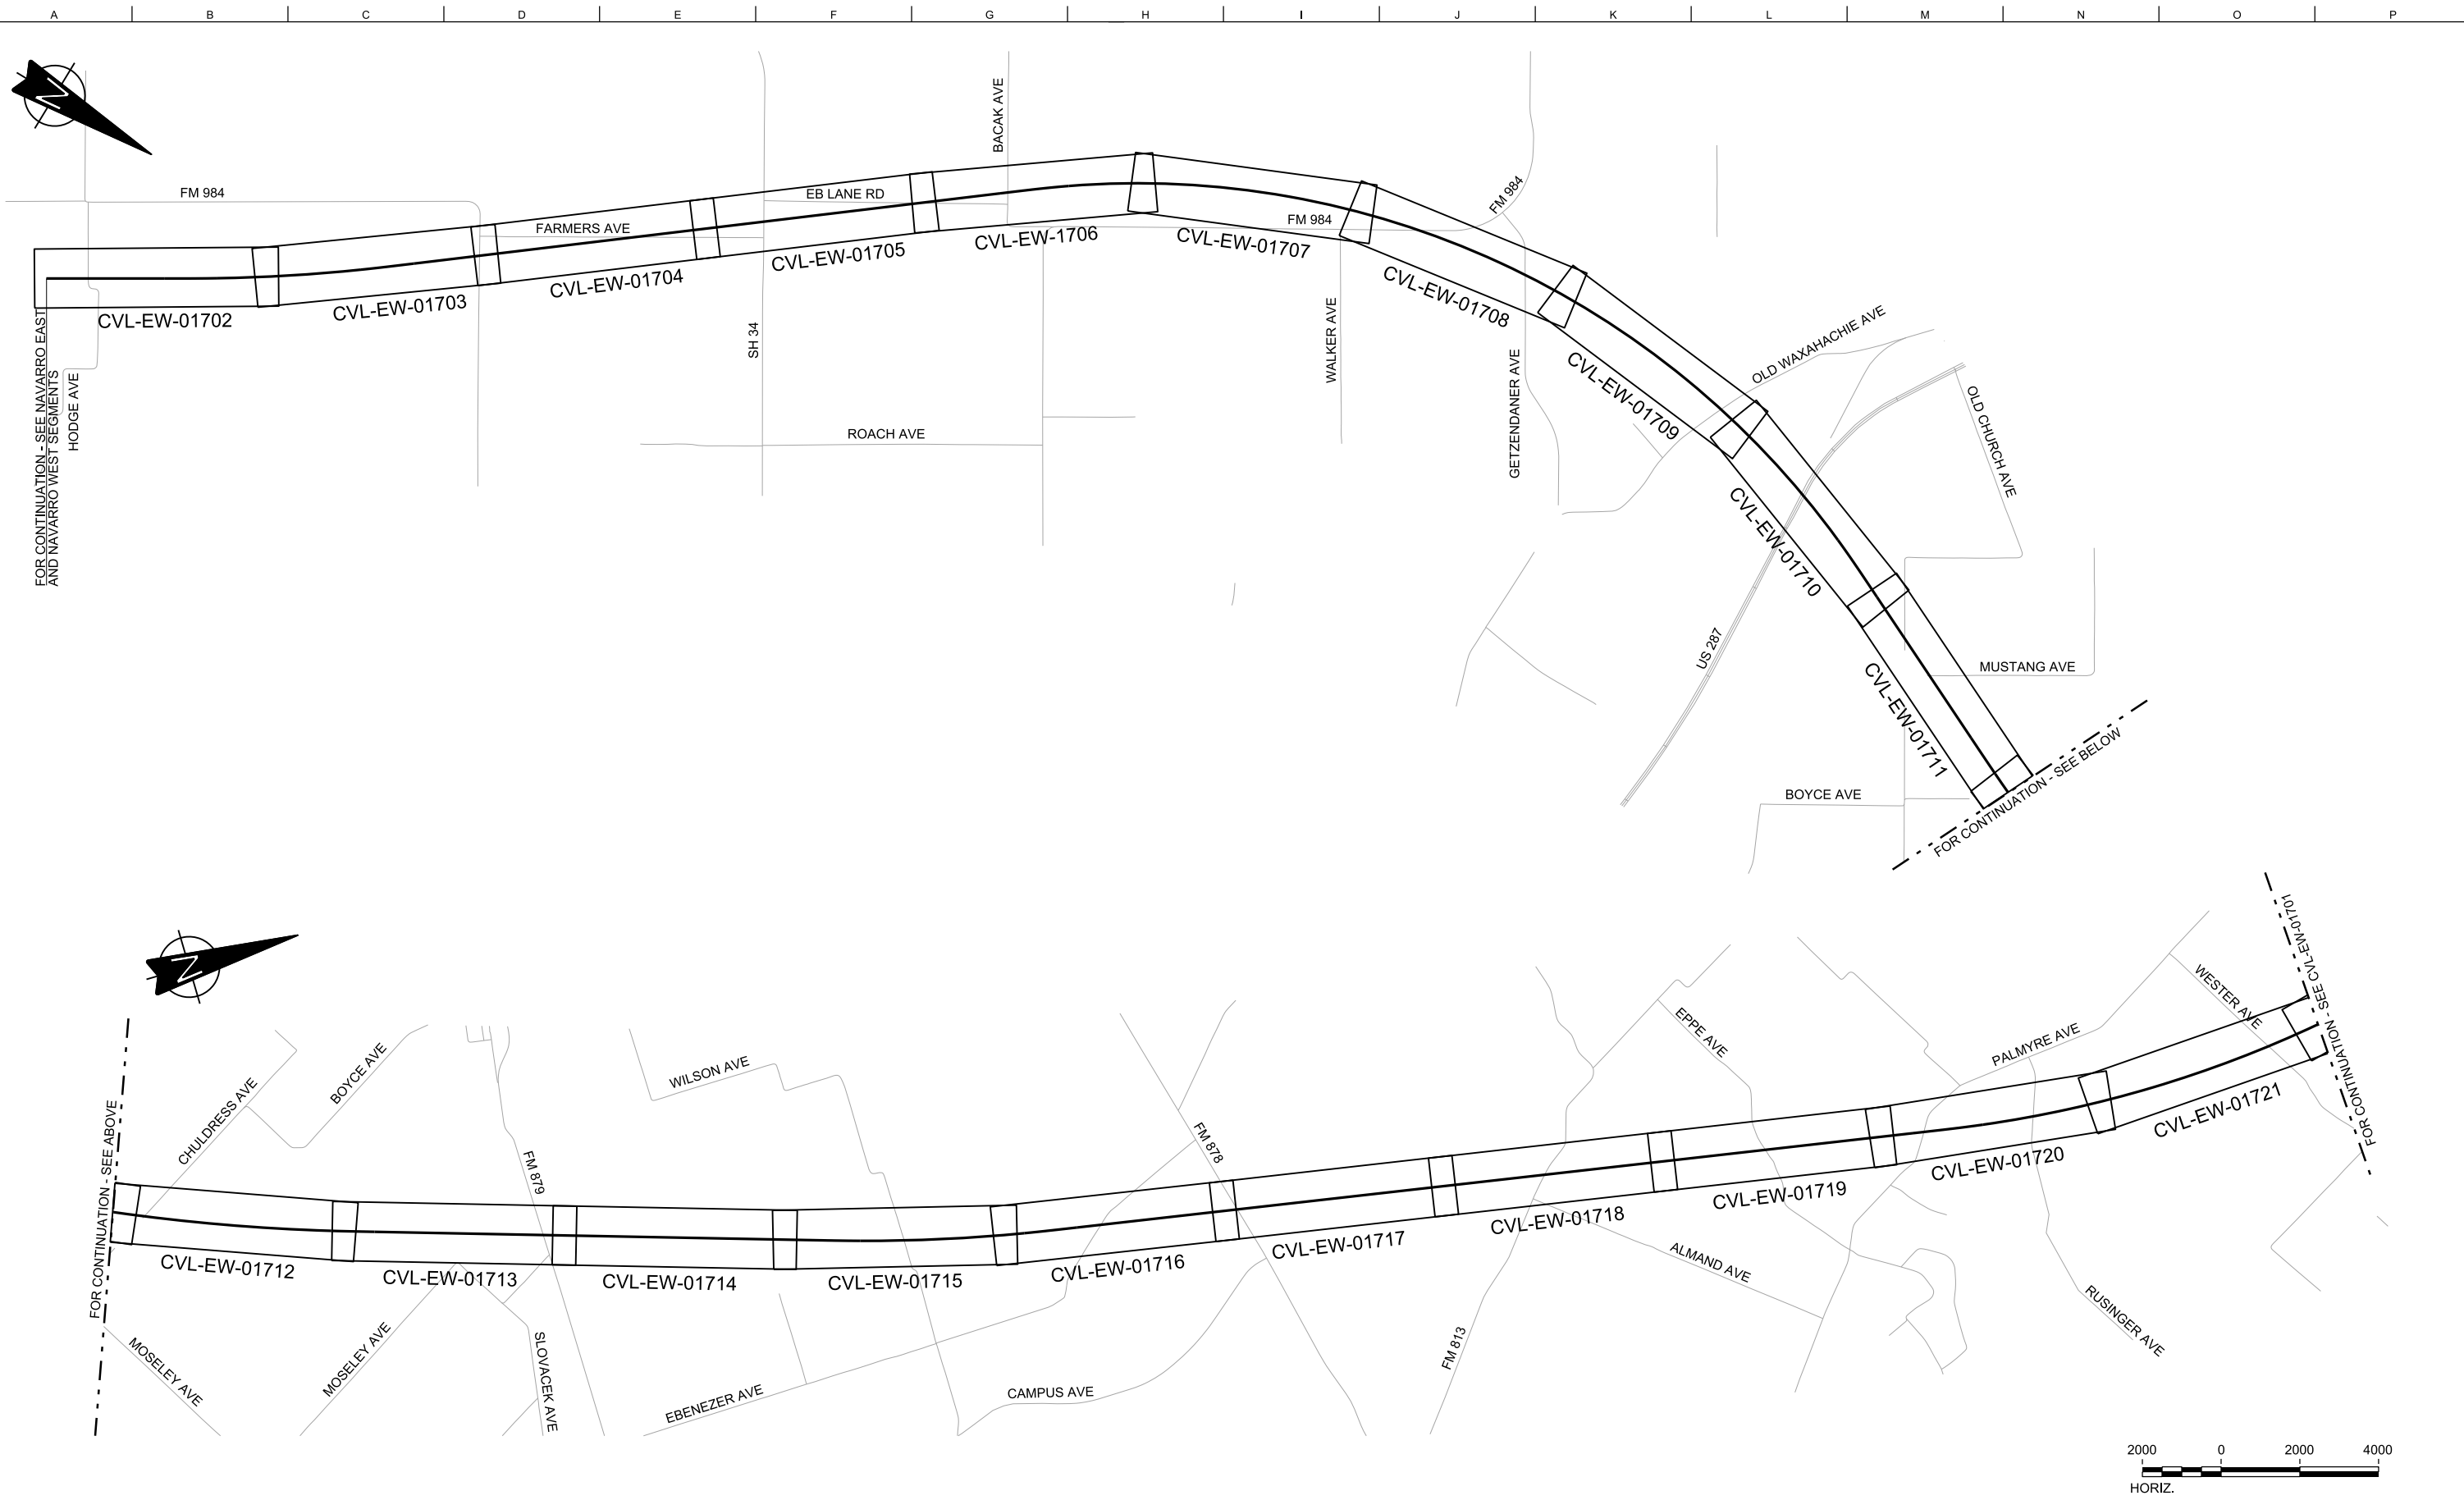 A B C D E F G H I J K L M N O P
N
FM 984
BACAK AVE
EB LANE RD
FARMERS AVE
FM 984
FM 984
CVL-EW-01702
CVL-EW-01703
CVL-EW-01704
CVL-EW-01705
CVL-EW-1706
CVL-EW-01707
CVL-EW-01708
CVL-EW-01709
CVL-EW-01710
CVL-EW-01711
FOR CONTINUATION - SEE NAVARRO EAST
AND NAVARRO WEST SEGMENTS
HODGE AVE
SH 34
ROACH AVE
WALKER AVE
GETZENDANER AVE
OLD WAXAHACHIE AVE
OLD CHURCH AVE
US 287
MUSTANG AVE
BOYCE AVE
FOR CONTINUATION - SEE BELOW
N
FOR CONTINUATION - SEE ABOVE
CHULDRESS AVE
BOYCE AVE
FM 879
WILSON AVE
FM 878
EPPE AVE
PALMYRE AVE
WESTER AVE
FOR CONTINUATION - SEE CVL-EW-01701
CVL-EW-01712
CVL-EW-01713
CVL-EW-01714
CVL-EW-01715
CVL-EW-01716
CVL-EW-01717
CVL-EW-01718
CVL-EW-01719
CVL-EW-01720
CVL-EW-01721
MOSELEY AVE
MOSELEY AVE
SLOVACEK AVE
EBENEZER AVE
CAMPUS AVE
FM 813
ALMAND AVE
RUSINGER AVE
2000 0 2000 4000
HORIZ.